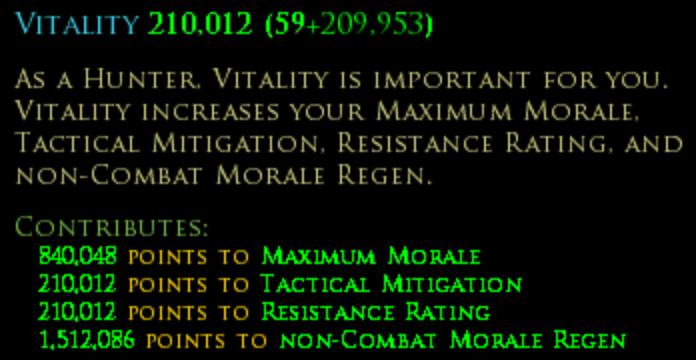 Vitality 210,012 (59+209,953)
As a Hunter, Vitality is important for you.
Vitality increases your Maximum Morale,
Tactical Mitigation, Resistance Rating, and
non-Combat Morale Regen.
Contributes:
840,048 points to Maximum Morale
210,012 points to Tactical Mitigation
210,012 points to Resistance Rating
1,512,086 points to non-Combat Morale Regen